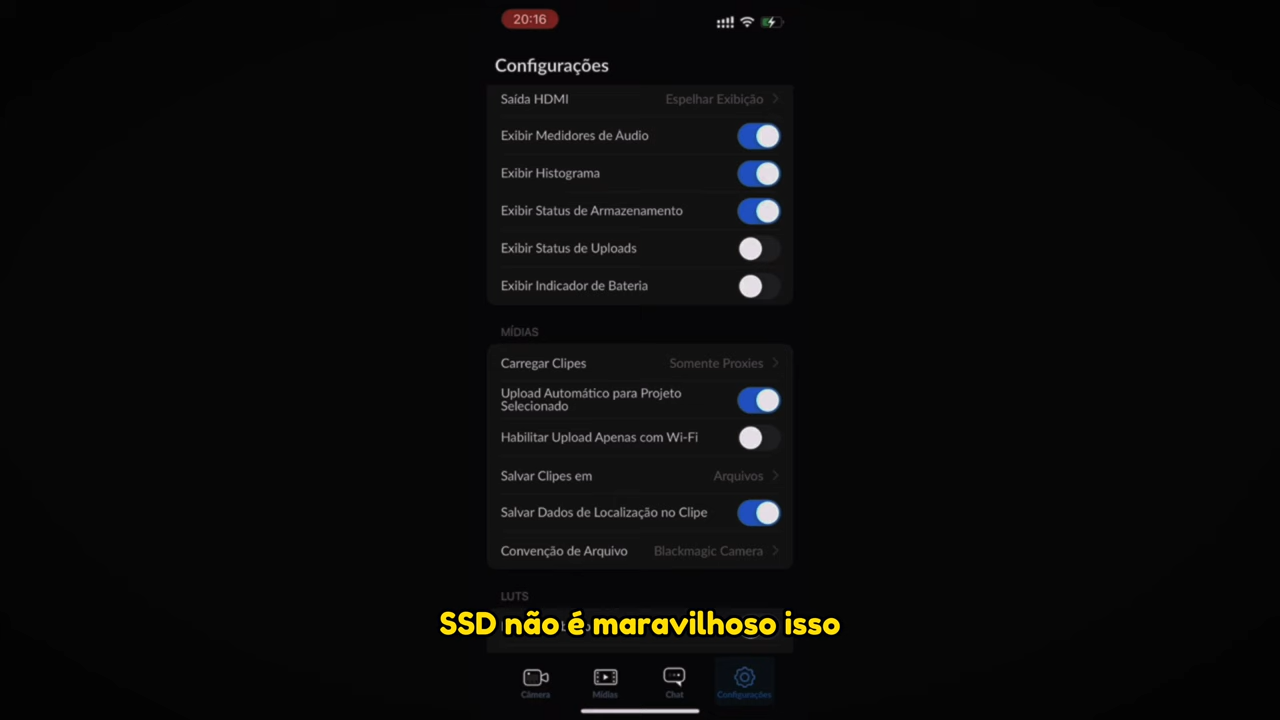 20:16
Configurações
Saída HDMI Espelhar Exibição
Exibir Medidores de Audio
Exibir Histograma
Exibir Status de Armazenamento
Exibir Status de Uploads
Exibir Indicador de Bateria
MÍDIAS
Carregar Clipes Somente Proxies
Upload Automático para Projeto
Selecionado
Habilitar Upload Apenas com Wi-Fi
Salvar Clipes em Arquivos
Salvar Dados de Localização no Clipe
Convenção de Arquivo Blackmagic Camera
LUTS
SSD não é maravilhoso isso
Câmera Mídias Chat Configurações